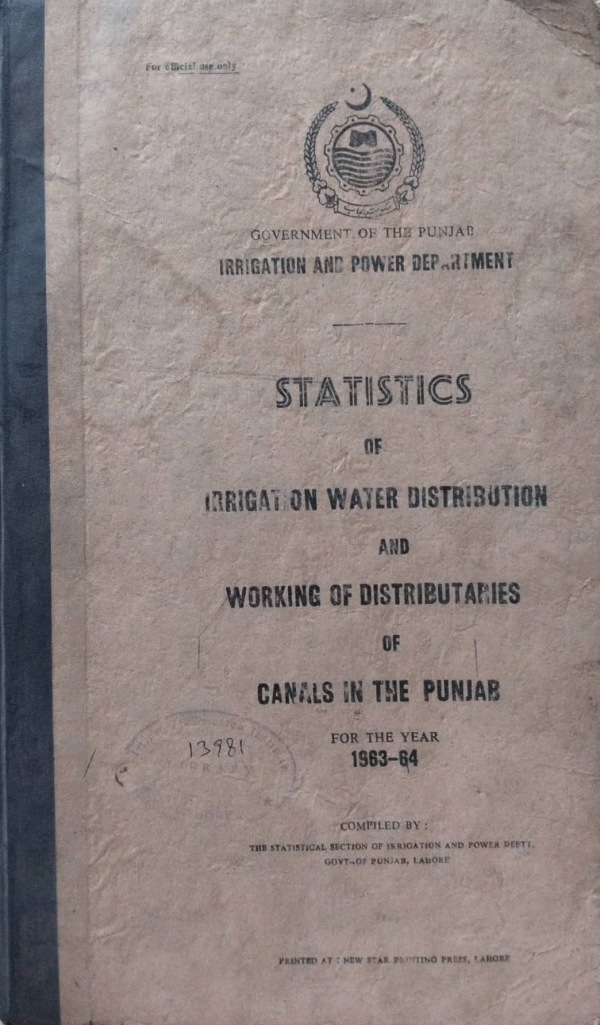 For official use only
GOVERNMENT OF THE PUNJAB
IRRIGATION AND POWER DEPARTMENT
STATISTICS
OF
IRRIGATION WATER DISTRIBUTION
AND
WORKING OF DISTRIBUTARIES
OF
CANALS IN THE PUNJAB
FOR THE YEAR
1963-64
13981
LIBRARY
COMPILED BY :
THE STATISTICAL SECTION OF IRRIGATION AND POWER DEPTT.
GOVT-OF PUNJAB, LAHORE
PRINTED AT : NEW STAR PRINTING PRESS, LAHORE